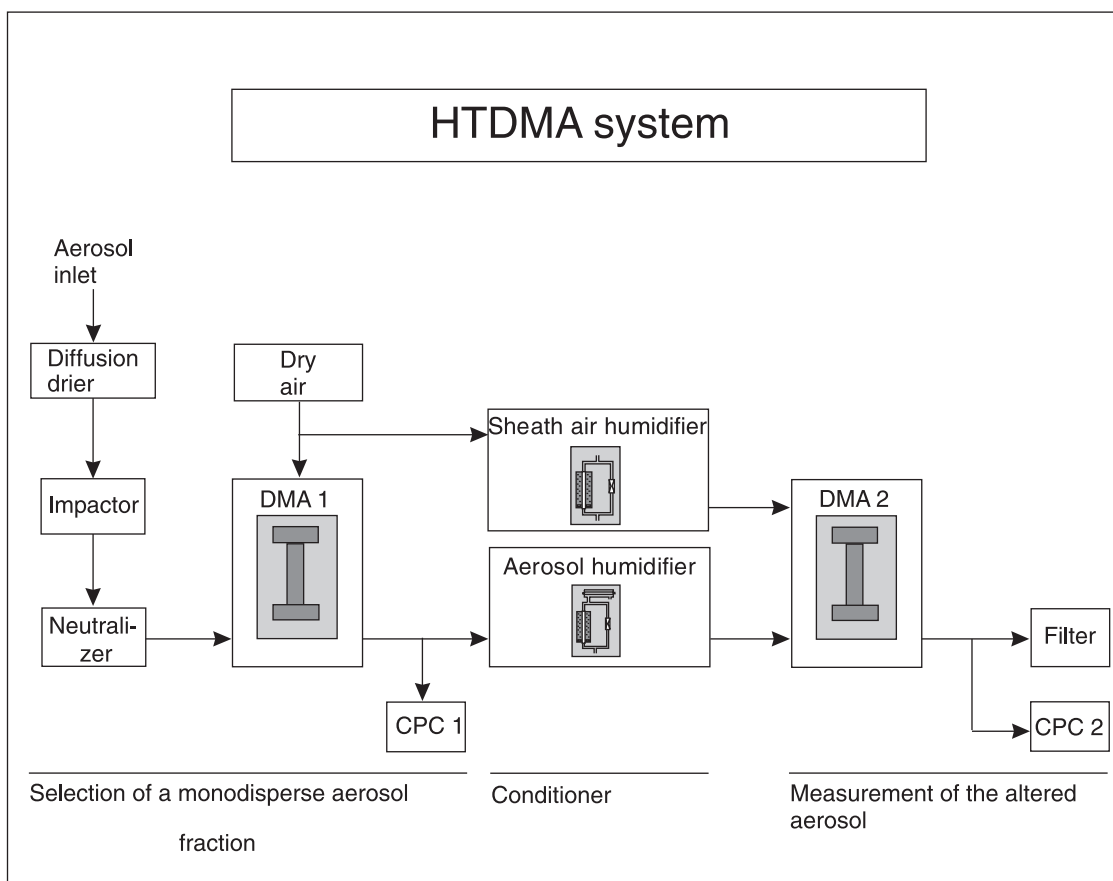 HTDMA system
Aerosol
inlet
Diffusion
drier
Impactor
Neutrali-
zer
Dry
air
DMA 1
CPC 1
Sheath air humidifier
Aerosol humidifier
DMA 2
Filter
CPC 2
Selection of a monodisperse aerosol
fraction
Conditioner
Measurement of the altered
aerosol